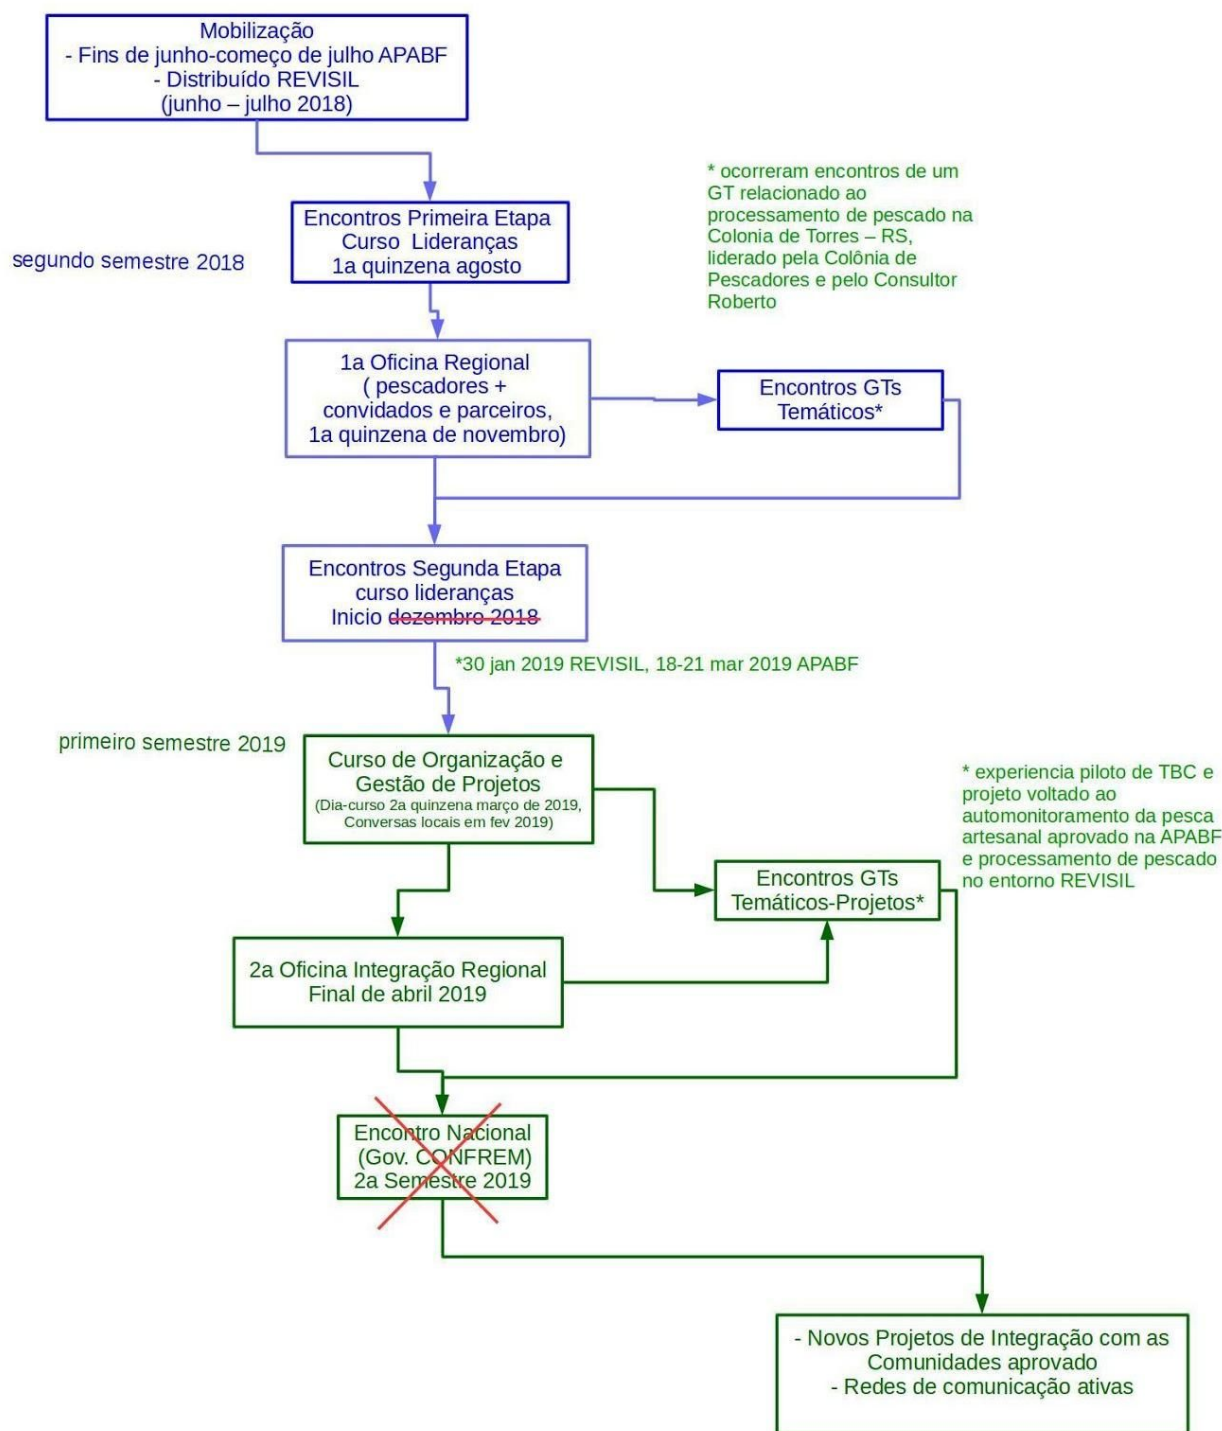 Mobilização
- Fins de junho-começo de julho APABF
- Distribuído REVISIL
(junho – julho 2018)
* ocorreram encontros de um
GT relacionado ao
processamento de pescado na
Colonia de Torres – RS,
liderado pela Colônia de
Pescadores e pelo Consultor
Roberto
Encontros Primeira Etapa
Curso Lideranças
1a quinzena agosto
segundo semestre 2018
1a Oficina Regional
( pescadores +
convidados e parceiros,
1a quinzena de novembro)
Encontros GTs
Temáticos*
Encontros Segunda Etapa
curso lideranças
Inicio dezembro 2018
*30 jan 2019 REVISIL, 18-21 mar 2019 APABF
primeiro semestre 2019
Curso de Organização e
Gestão de Projetos
(Dia-curso 2a quinzena março de 2019,
Conversas locais em fev 2019)
* experiencia piloto de TBC e
projeto voltado ao
automonitoramento da pesca
artesanal aprovado na APABF
e processamento de pescado
no entorno REVISIL
Encontros GTs
Temáticos-Projetos*
2a Oficina Integração Regional
Final de abril 2019
Encontro Nacional
(Gov. CONFREM)
2a Semestre 2019
- Novos Projetos de Integração com as
Comunidades aprovado
- Redes de comunicação ativas